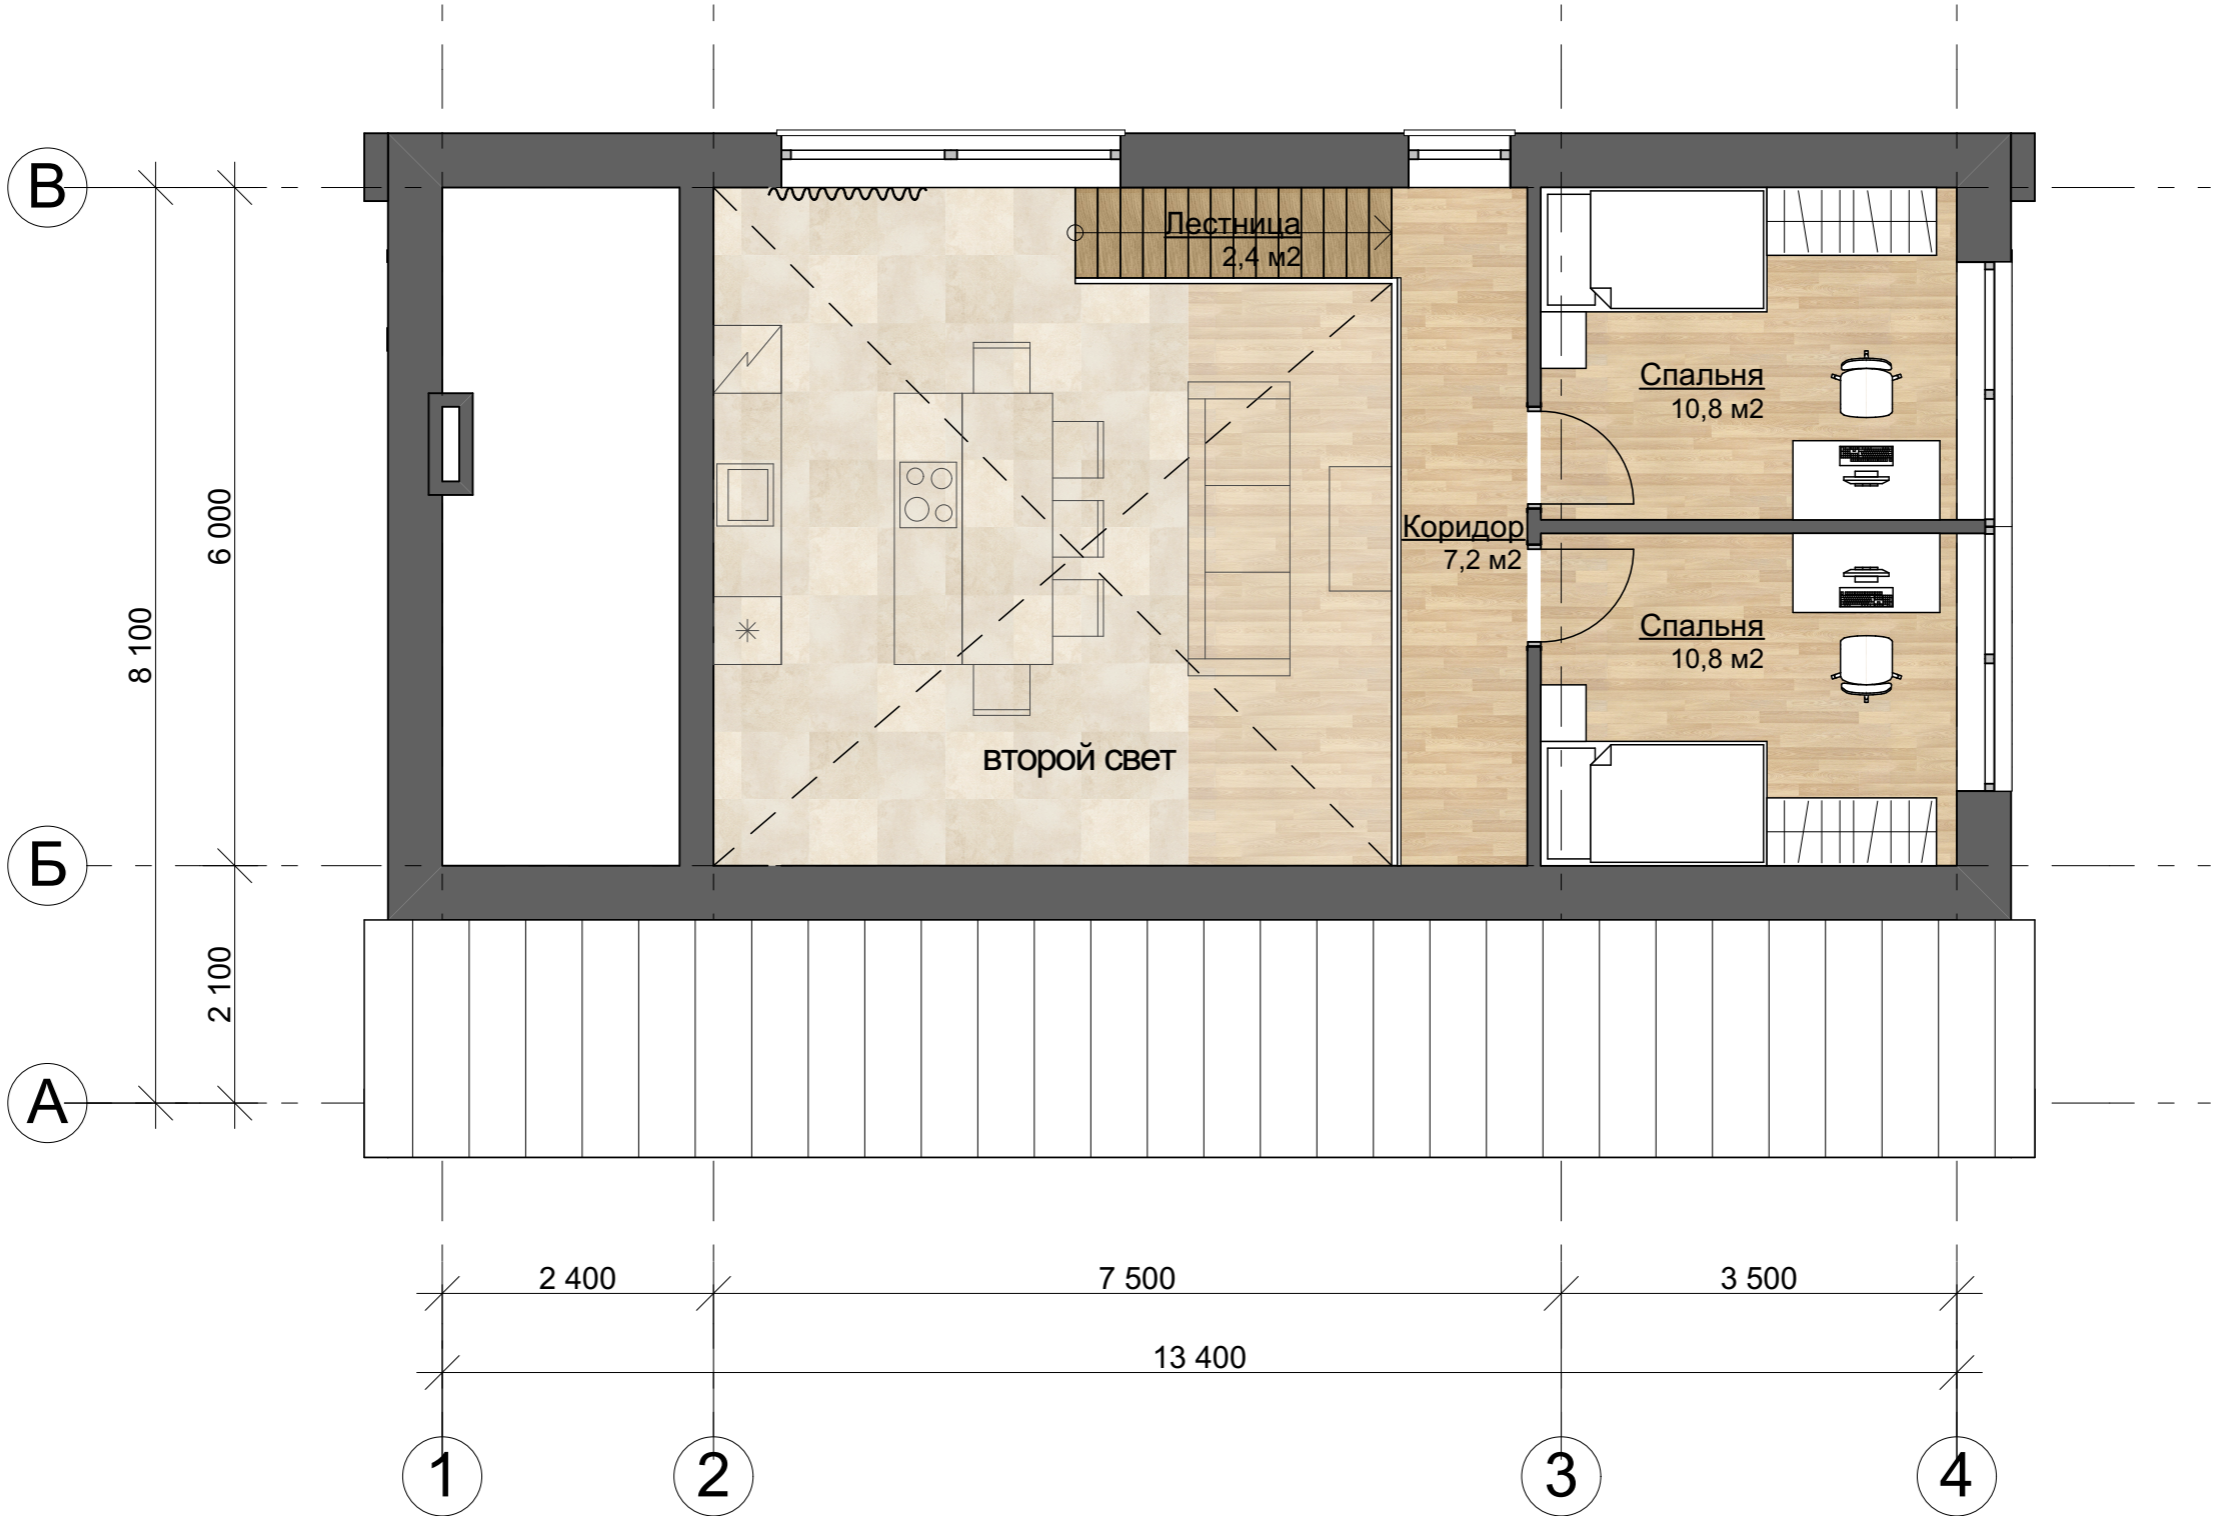 В
Лестница
2,4 м2
Спальня
10,8 м2
6 000
Коридор
7,2 м2
8 100
Спальня
10,8 м2
второй свет
Б
2 100
А
2 400
7 500
3 500
13 400
1
2
3
4